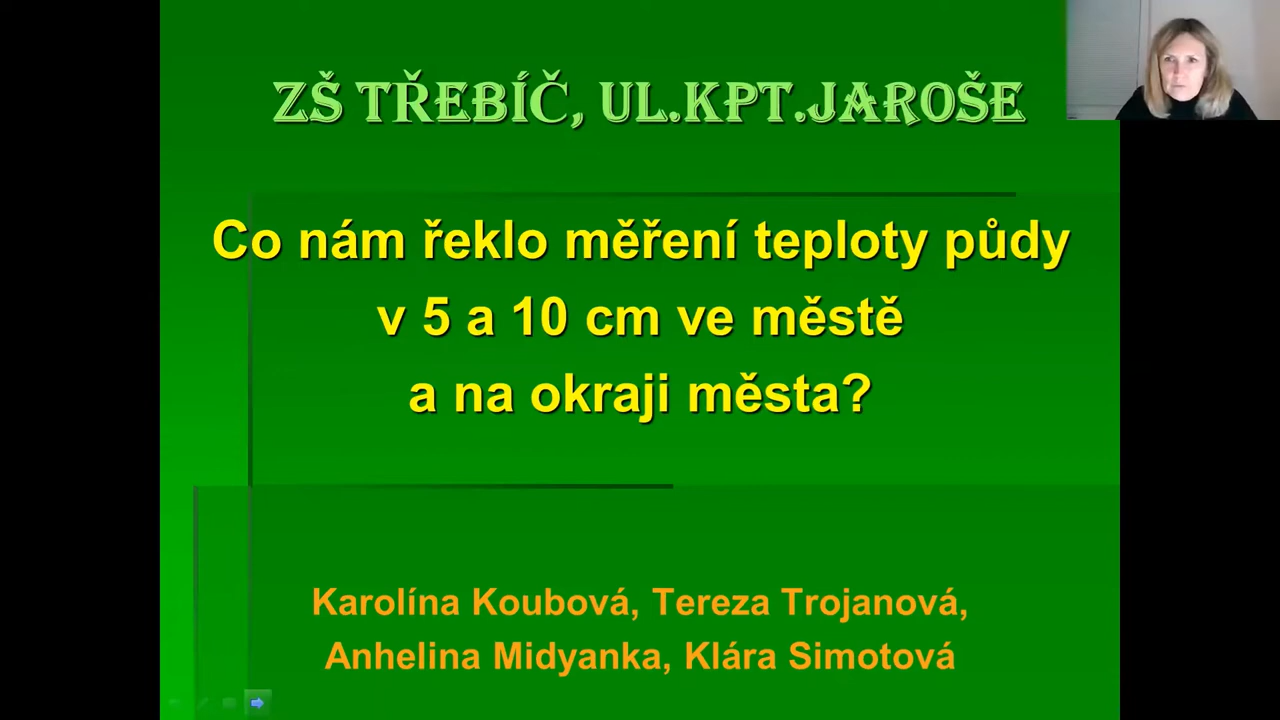 ZŠ TŘEBÍČ, UL.KPT.JAROŠE
Co nám řeklo měření teploty půdy
v 5 a 10 cm ve městě
a na okraji města?
Karolína Koubová, Tereza Trojanová,
Anhelina Midyanka, Klára Simotová